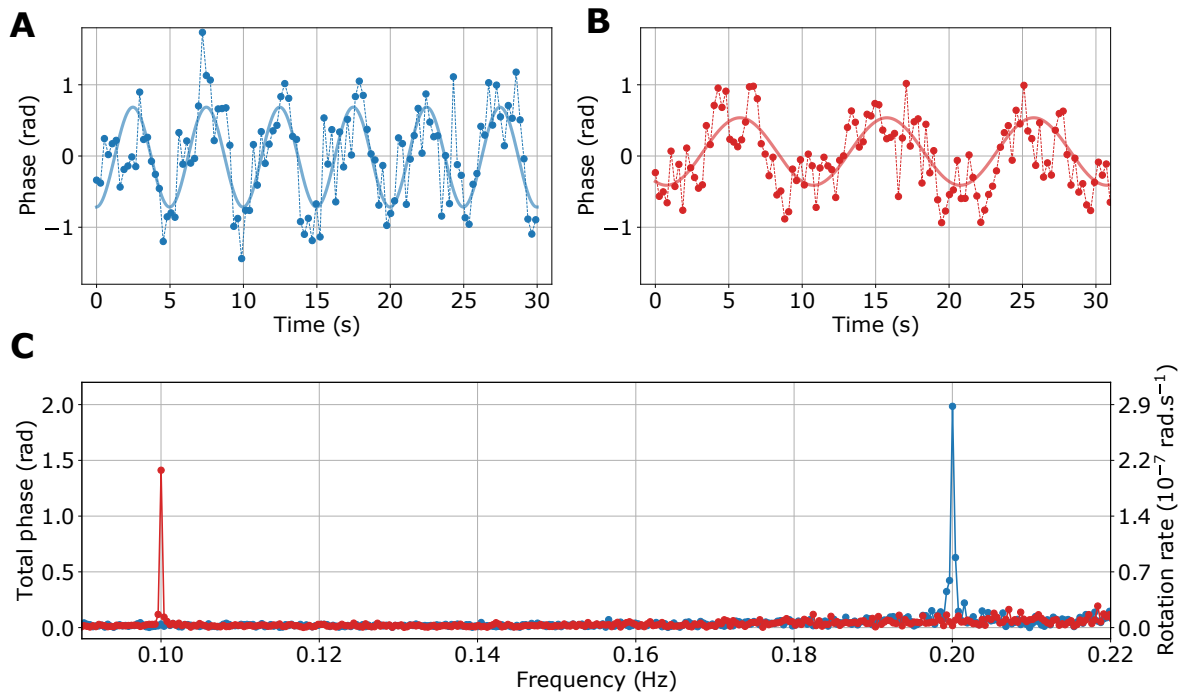 A
B
Phase (rad)
1
0
−1
0 5 10 15 20 25 30
Time (s)
Phase (rad)
1
0
−1
0 5 10 15 20 25 30
Time (s)
C
Total phase (rad)
2.0
1.5
1.0
0.5
0.0
2.9
2.2
1.4
0.7
0.0
Rotation rate (10⁻⁷ rad.s⁻¹)
0.10 0.12 0.14 0.16 0.18 0.20 0.22
Frequency (Hz)